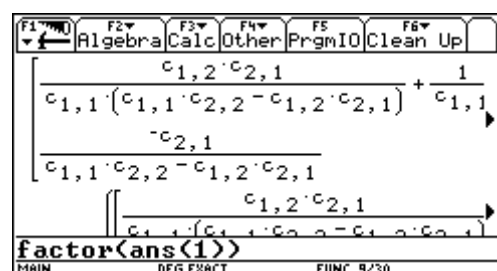 F1 F2▼ F3▼ F4▼ F5 F6▼
Algebra Calc Other PrgmIO Clean Up
c1,2·c2,1
c1,1·(c1,1·c2,2−c1,2·c2,1) + 1
c1,1
⁻c2,1
c1,1·c2,2−c1,2·c2,1
c1,2·c2,1
factor(ans(1))
MAIN DEG EXACT FUNC 9/30